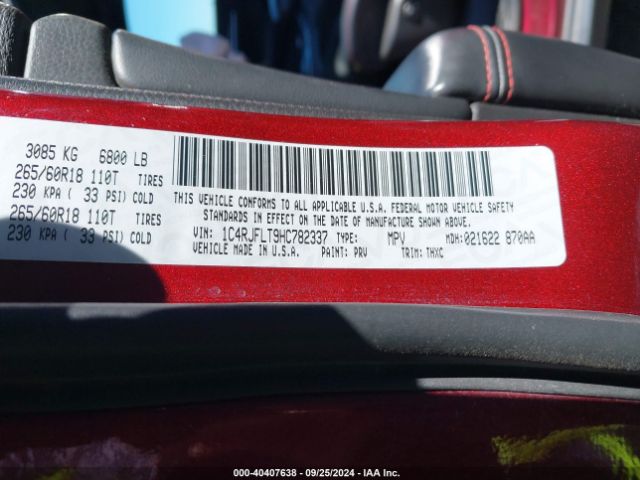 3085 KG 6800 LB
265/60R18 110T TIRES
230 KPA ( 33 PSI) COLD
265/60R18 110T TIRES
230 KPA ( 33 PSI) COLD
THIS VEHICLE CONFORMS TO ALL APPLICABLE U.S.A. FEDERAL MOTOR VEHICLE SAFETY
STANDARDS IN EFFECT ON THE DATE OF MANUFACTURE SHOWN ABOVE.
VIN: 1C4RJFLT9HC782337 TYPE: MPV MDH:021622 870AA
VEHICLE MADE IN U.S.A. PAINT: PRV TRIM: THXC
000-40407638 - 09/25/2024 - IAA Inc.